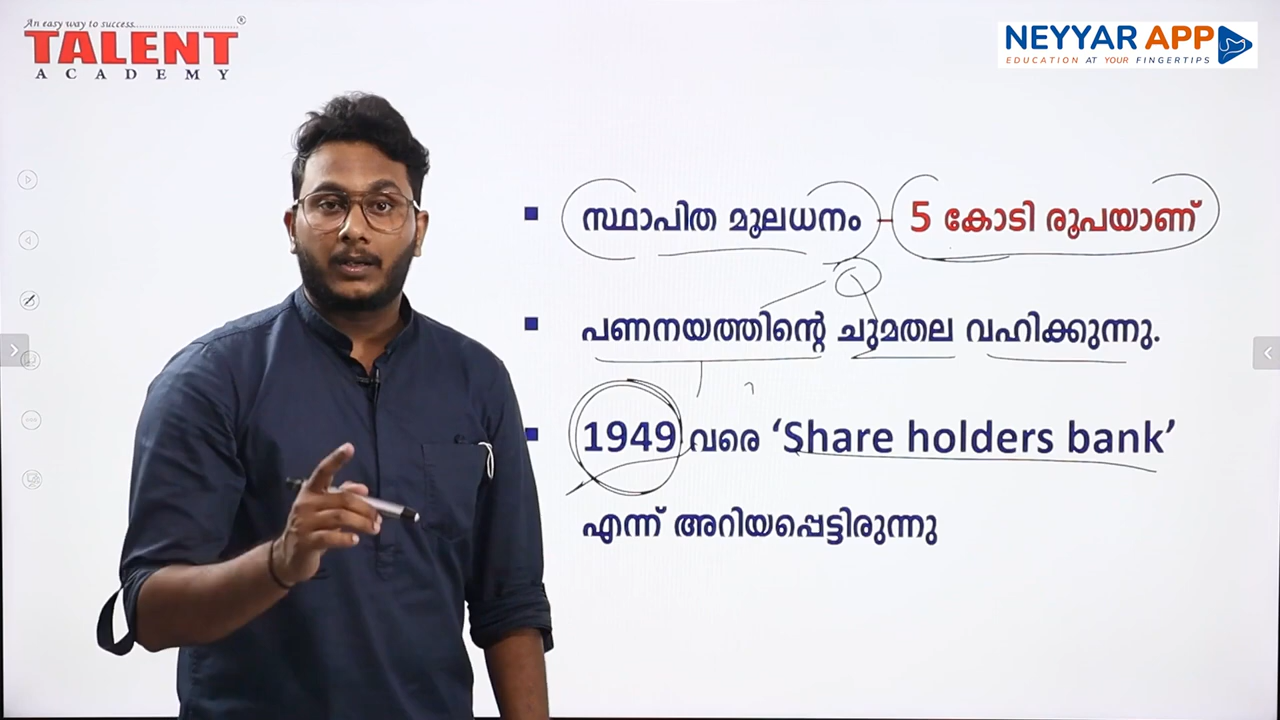 An easy way to success
TALENT
ACADEMY
NEYYAR APP
EDUCATION AT YOUR FINGERTIPS
സ്ഥാപിത മൂലധനം - 5 കോടി രൂപയാണ്
പണനയത്തിന്റെ ചുമതല വഹിക്കുന്നു.
1949 വരെ ‘Share holders bank’
എന്ന് അറിയപ്പെട്ടിരുന്നു